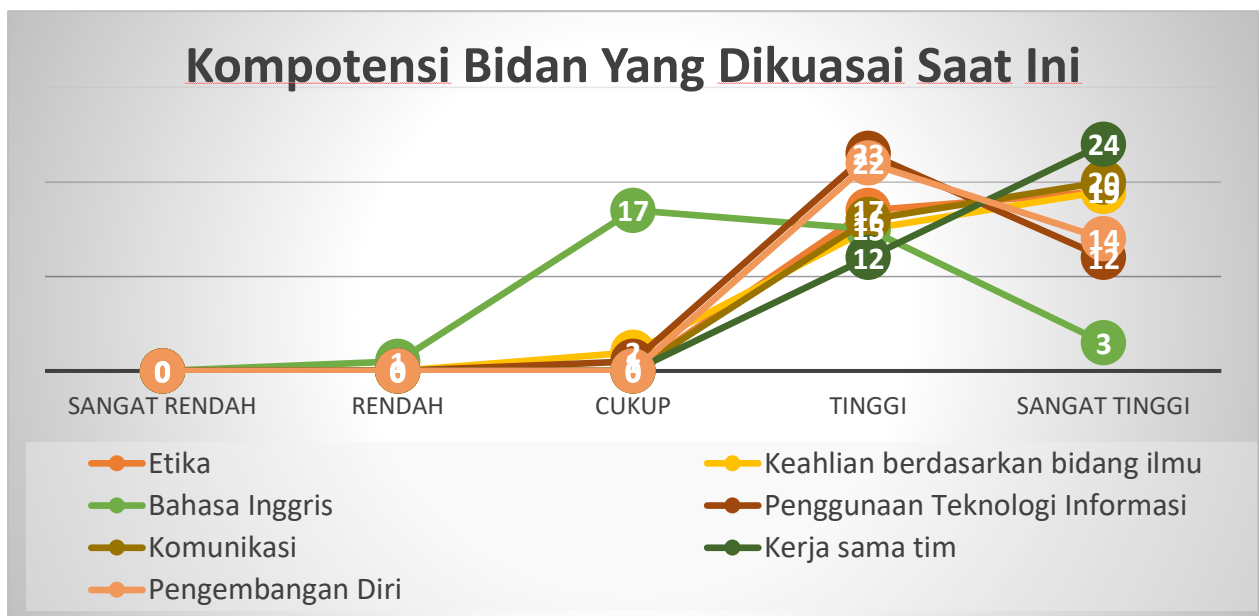 Kompotensi Bidan Yang Dikuasai Saat Ini
24
23
22
20
19
17
17
16
15
14
12
12
3
2
1
0
0
0
SANGAT RENDAH
RENDAH
CUKUP
TINGGI
SANGAT TINGGI
Etika
Keahlian berdasarkan bidang ilmu
Bahasa Inggris
Penggunaan Teknologi Informasi
Komunikasi
Kerja sama tim
Pengembangan Diri